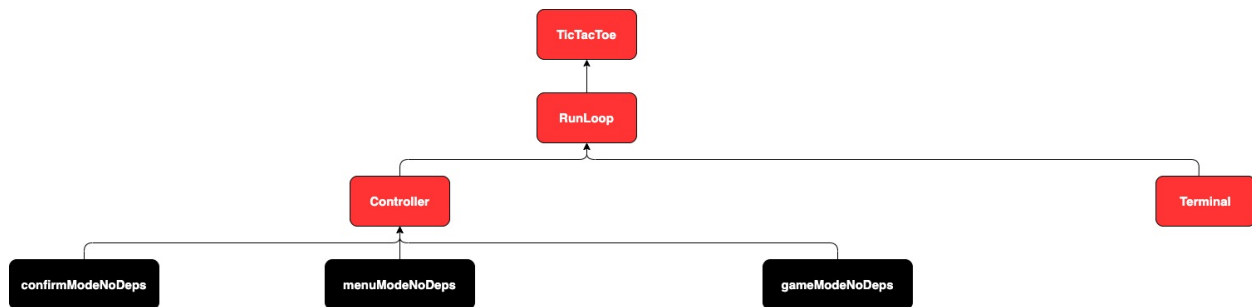 TicTacToe
RunLoop
Controller
Terminal
confirmModeNoDeps
menuModeNoDeps
gameModeNoDeps